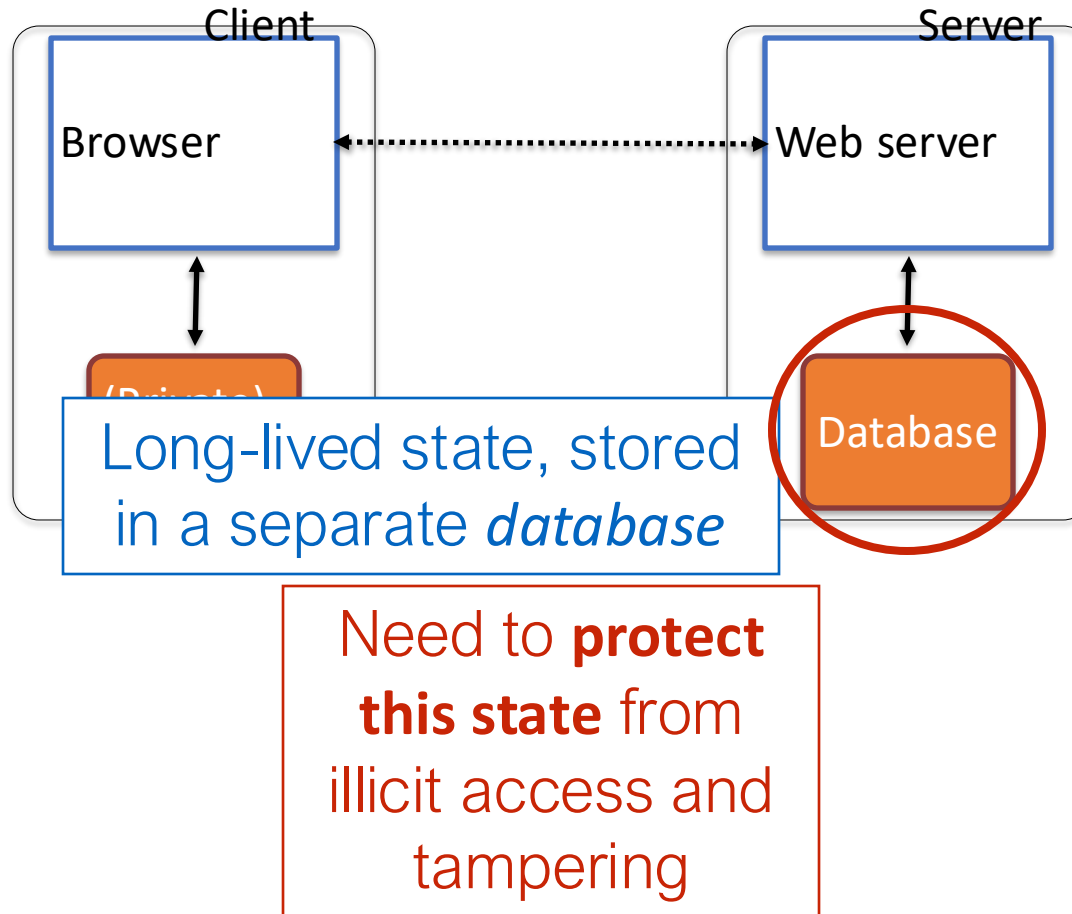 Client
Server
Browser
Web server
(Private)
Database
Long-lived state, stored
in a separate database
Need to protect
this state from
illicit access and
tampering